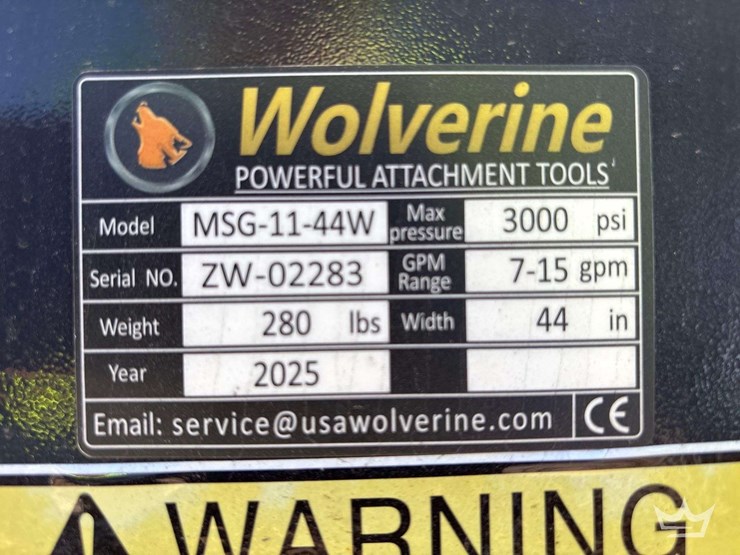 Wolverine
POWERFUL ATTACHMENT TOOLS
Model MSG-11-44W Max pressure 3000 psi
Serial NO. ZW-02283 GPM Range 7-15 gpm
Weight 280 lbs Width 44 in
Year 2025
Email: service@usawolverine.com CE
WARNING